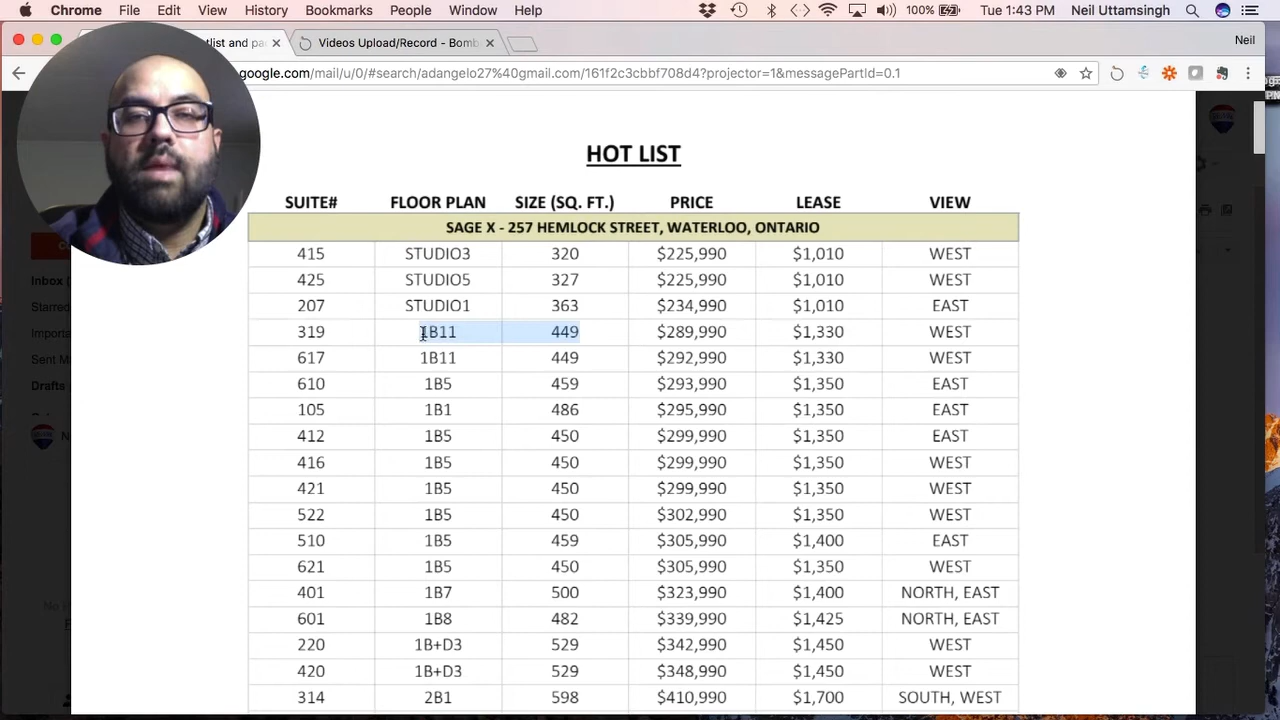 Chrome File Edit View History Bookmarks People Window Help 100% Tue 1:43 PM Neil Uttamsingh
tlist and pa Videos Upload/Record - Bomb Neil
google.com/mail/u/0/#search/ade e%27%40gmail.com/161f2c3cbbf708d4?projector=1&messagePartId=0.1
HOT LIST
SUITE# FLOOR PLAN SIZE (SQ. FT.) PRICE LEASE VIEW
SAGE X - 257 HEMLOCK STREET, WATERLOO, ONTARIO
415 STUDIO3 320 $225,990 $1,010 WEST
425 STUDIO5 327 $225,990 $1,010 WEST
207 STUDIO1 363 $234,990 $1,010 EAST
319 1B11 449 $289,990 $1,330 WEST
617 1B11 449 $292,990 $1,330 WEST
610 1B5 459 $293,990 $1,350 EAST
105 1B1 486 $295,990 $1,350 EAST
412 1B5 450 $299,990 $1,350 EAST
416 1B5 450 $299,990 $1,350 WEST
421 1B5 450 $299,990 $1,350 WEST
522 1B5 450 $302,990 $1,350 WEST
510 1B5 459 $305,990 $1,400 EAST
621 1B5 450 $305,990 $1,350 WEST
401 1B7 500 $323,990 $1,400 NORTH, EAST
601 1B8 482 $339,990 $1,425 NORTH, EAST
220 1B+D3 529 $342,990 $1,450 WEST
420 1B+D3 529 $348,990 $1,450 WEST
314 2B1 598 $410,990 $1,700 SOUTH, WEST
Inbox (
Starred
Importa
Sent M
Drafts